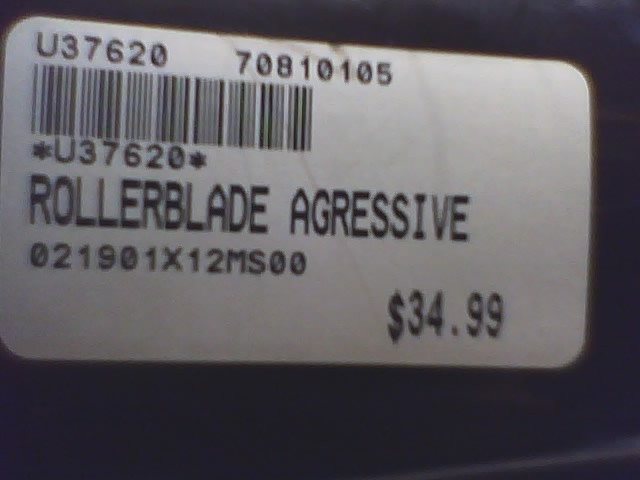 U37620 70810105
*U37620*
ROLLERBLADE AGRESSIVE
021901X12MS00
$34.99